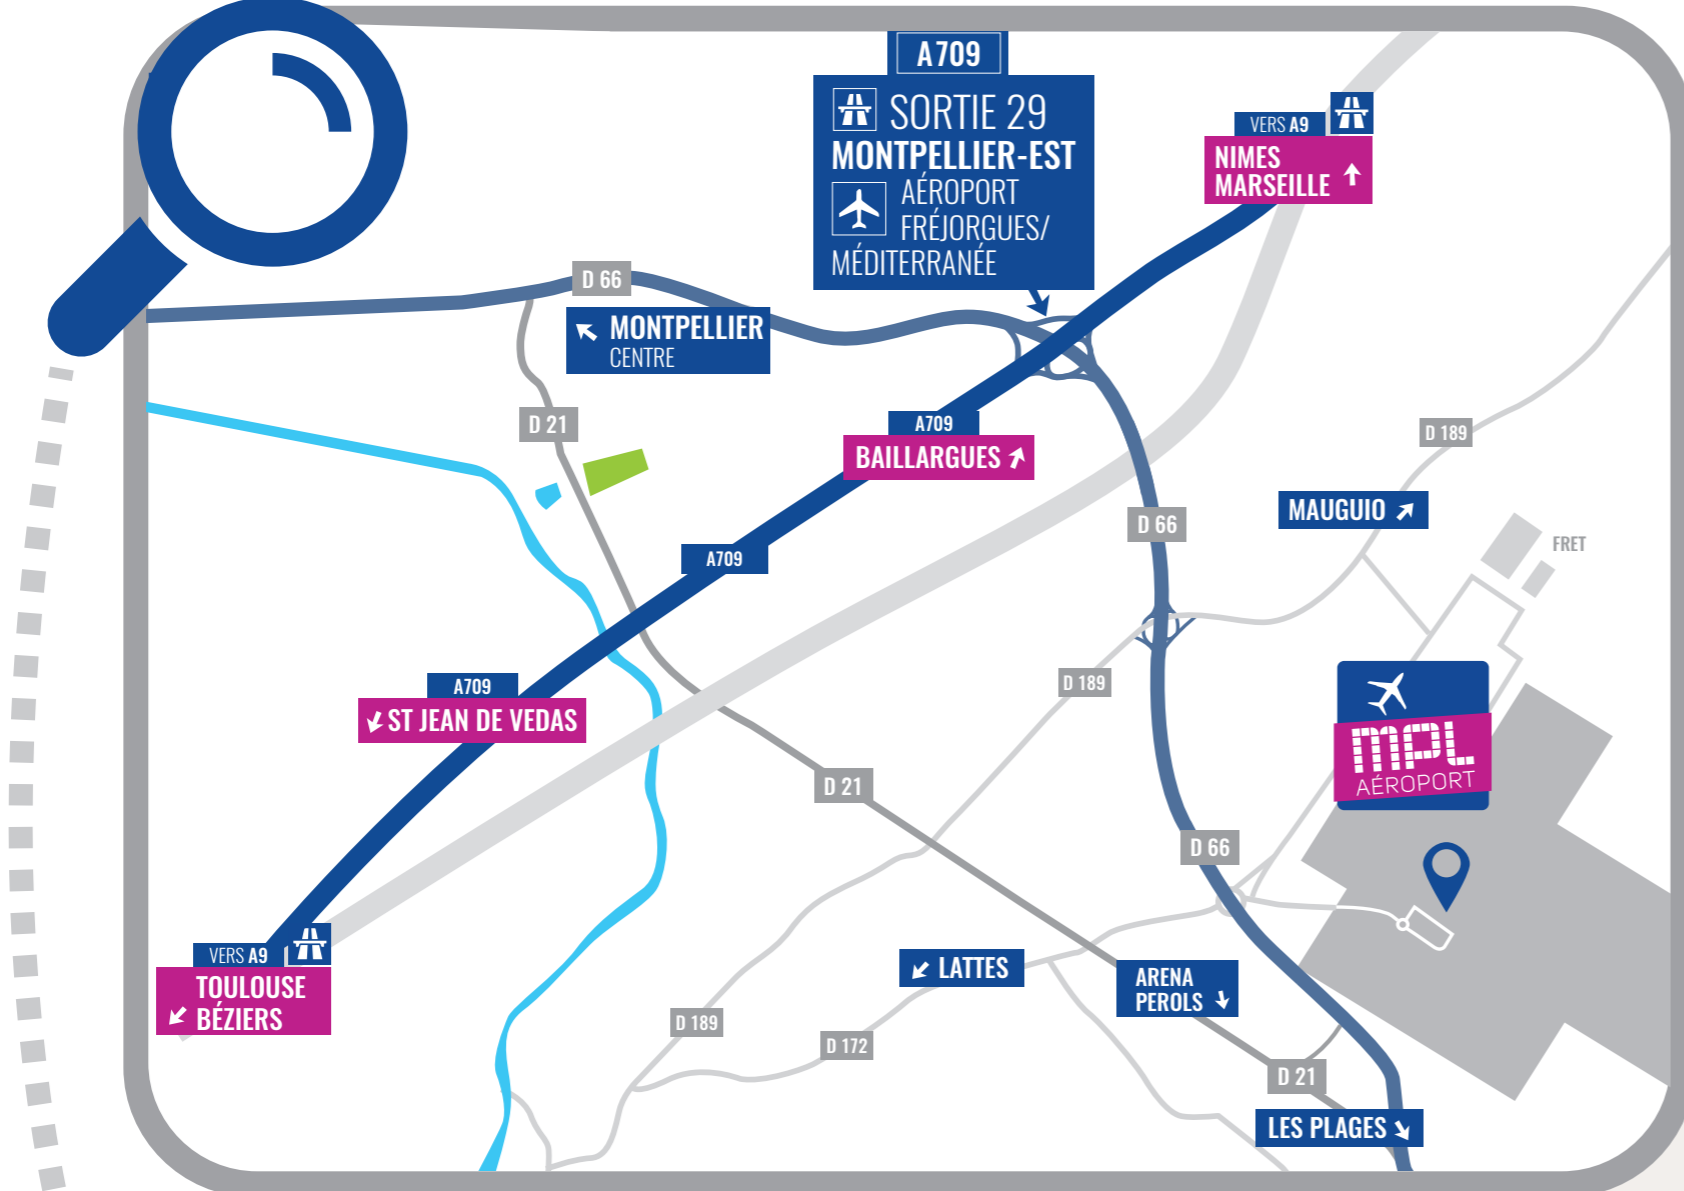 A709
SORTIE 29
MONTPELLIER-EST
AÉROPORT
FRÉJORGUES/
MÉDITERRANÉE
VERS A9
NIMES
MARSEILLE
D 66
MONTPELLIER
CENTRE
D 21
A709
BAILLARGUES
D 189
MAUGUIO
D 66
FRET
A709
D 189
A709
ST JEAN DE VEDAS
MPL
AÉROPORT
D 21
D 66
VERS A9
TOULOUSE
BÉZIERS
LATTES
ARENA
PEROLS
D 189
D 172
D 21
LES PLAGES